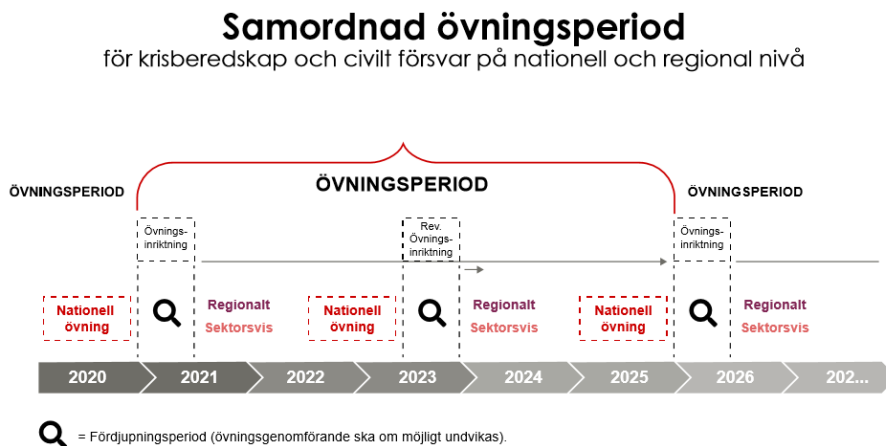 Samordnad övningsperiod
för krisberedskap och civilt försvar på nationell och regional nivå
ÖVNINGSPERIOD
ÖVNINGSPERIOD
ÖVNINGSPERIOD
Övnings-
inriktning
Rev.
Övnings-
inriktning
Övnings-
inriktning
Nationell
övning
Regionalt
Sektorsvis
Nationell
övning
Regionalt
Sektorsvis
Nationell
övning
Regionalt
Sektorsvis
2020
2021
2022
2023
2024
2025
2026
202...
= Fördjupningsperiod (övningsgenomförande ska om möjligt undvikas).